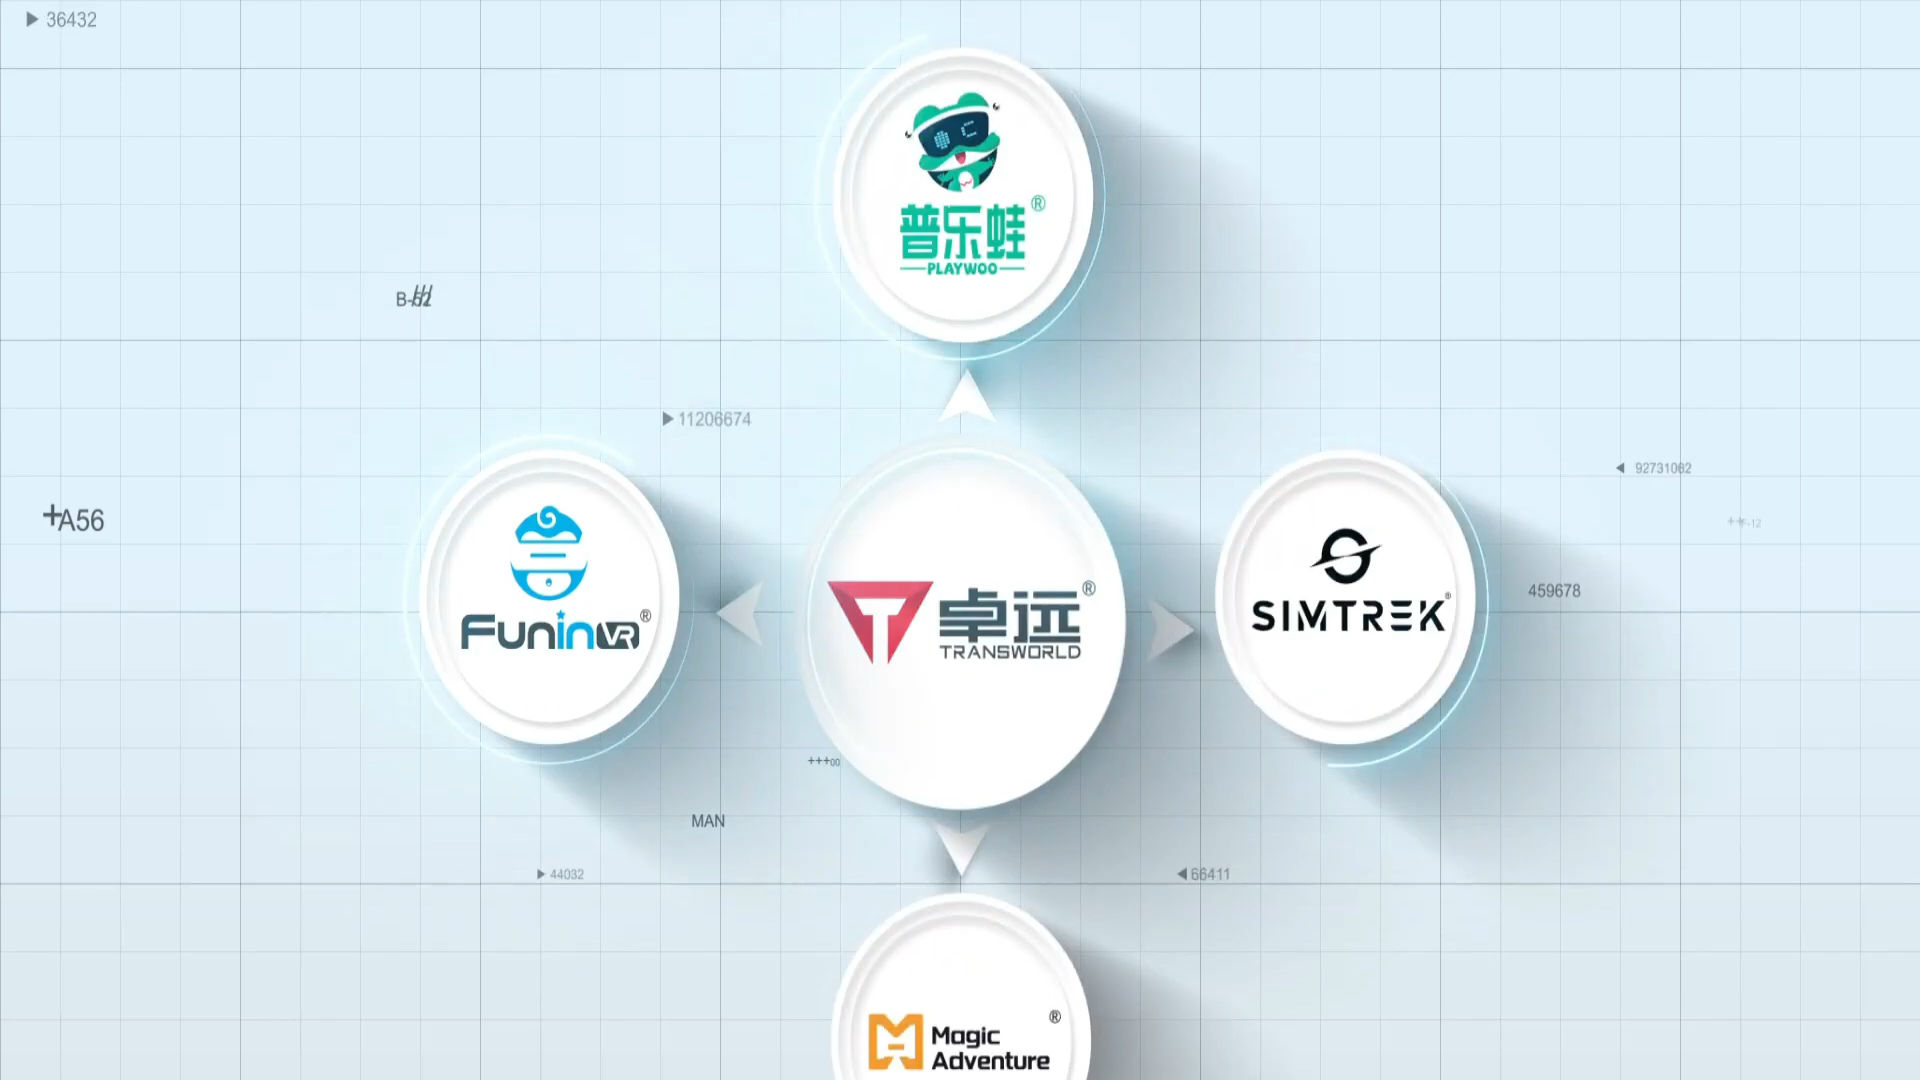 36432
普乐蛙®
PLAYWOO
11206674
92731062
+A56
459678
FuninVR®
卓远®
TRANSWORLD
SIMTREK®
+++00
MAN
44032
66411
Magic ®
Adventure